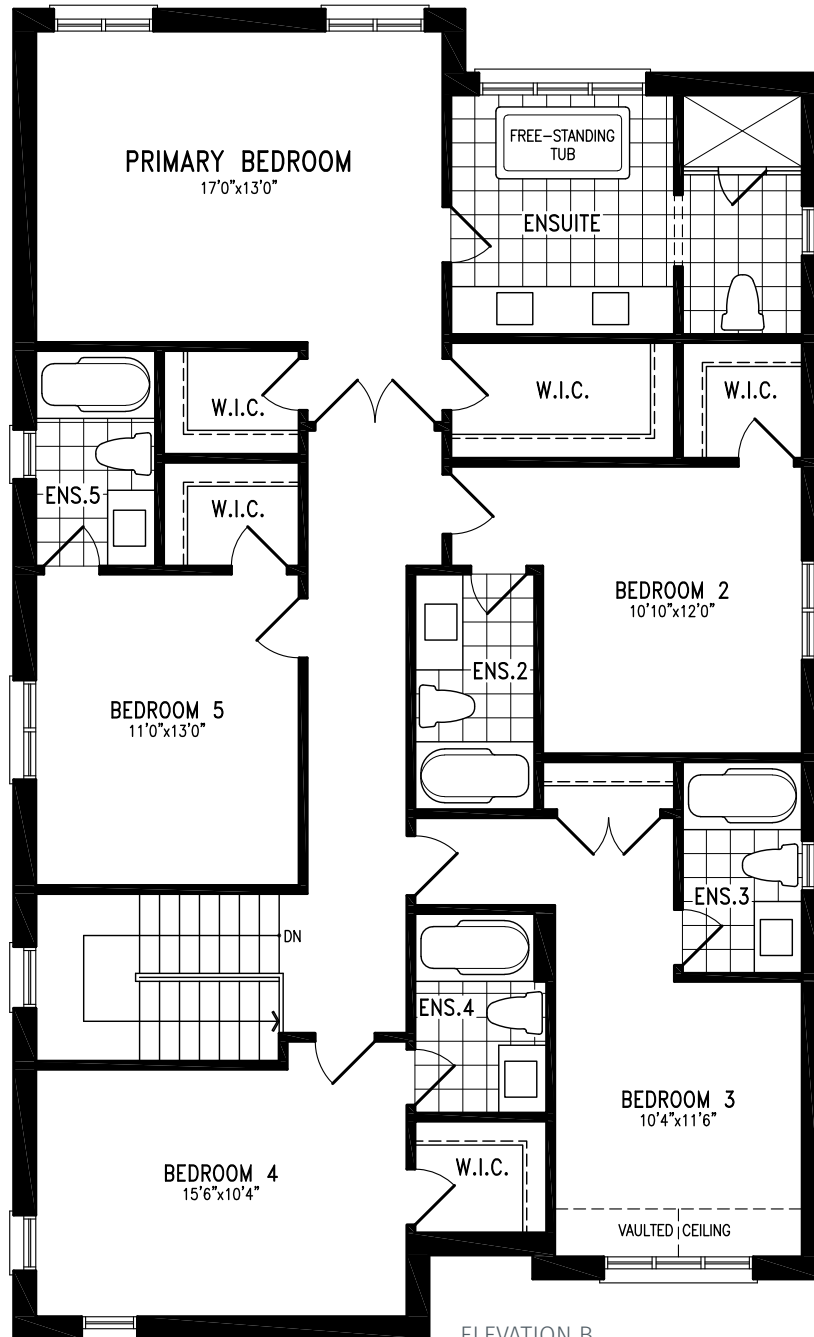 FREE-STANDING
TUB
PRIMARY BEDROOM
17'0"x13'0"
ENSUITE
W.I.C.
W.I.C.
W.I.C.
ENS.5
W.I.C.
BEDROOM 2
10'10"x12'0"
ENS.2
BEDROOM 5
11'0"x13'0"
ENS.3
DN
ENS.4
BEDROOM 3
10'4"x11'6"
BEDROOM 4
15'6"x10'4"
W.I.C.
VAULTED CEILING
ELEVATION B